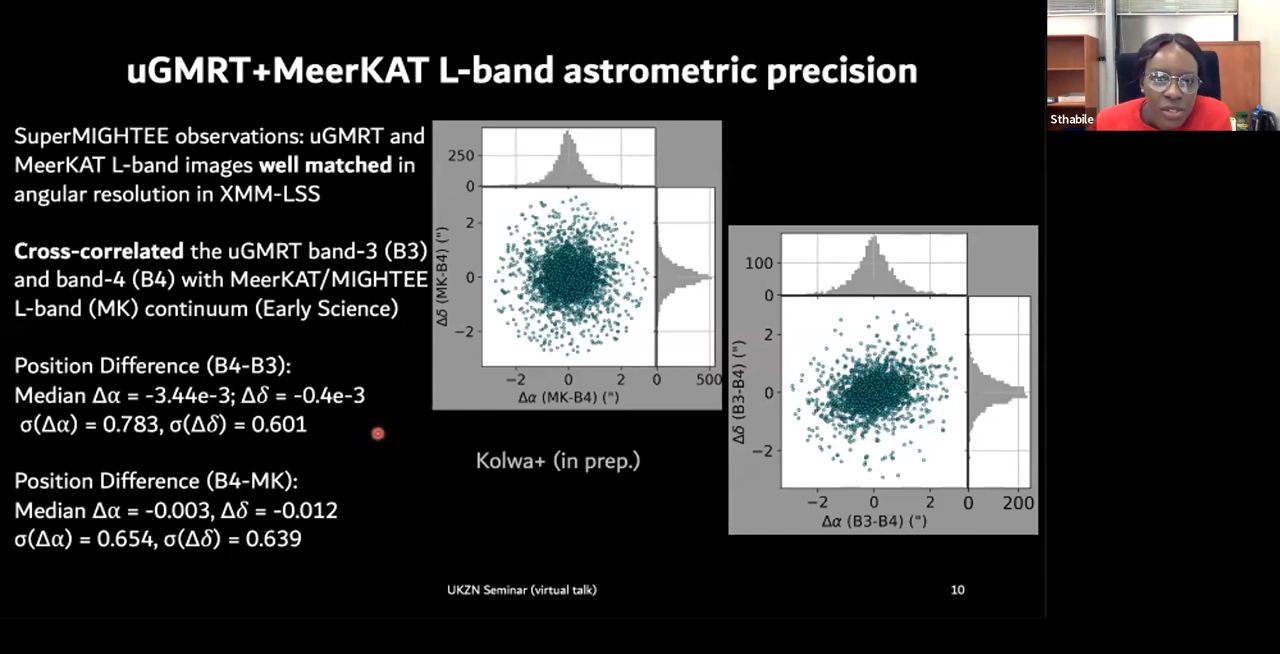 uGMRT+MeerKAT L-band astrometric precision
SuperMIGHTEE observations: uGMRT and
MeerKAT L-band images well matched in
angular resolution in XMM-LSS
Cross-correlated the uGMRT band-3 (B3)
and band-4 (B4) with MeerKAT/MIGHTEE
L-band (MK) continuum (Early Science)
Position Difference (B4-B3):
Median Δα = -3.44e-3; Δδ = -0.4e-3
σ(Δα) = 0.783, σ(Δδ) = 0.601
Position Difference (B4-MK):
Median Δα = -0.003, Δδ = -0.012
σ(Δα) = 0.654, σ(Δδ) = 0.639
250
0
2
0
−2
Δδ (MK-B4) (")
−2 0 2 0 500
Δα (MK-B4) (")
Kolwa+ (in prep.)
100
0
2
0
−2
Δδ (B3-B4) (")
−2 0 2 0 200
Δα (B3-B4) (")
UKZN Seminar (virtual talk)
10
Sthabile